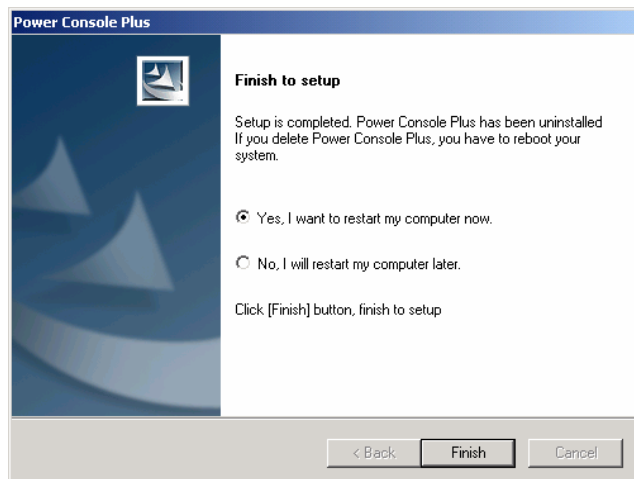 Power Console Plus
Finish to setup
Setup is completed. Power Console Plus has been uninstalled
If you delete Power Console Plus, you have to reboot your
system.
Yes, I want to restart my computer now.
No, I will restart my computer later.
Click [Finish] button, finish to setup
< Back Finish Cancel